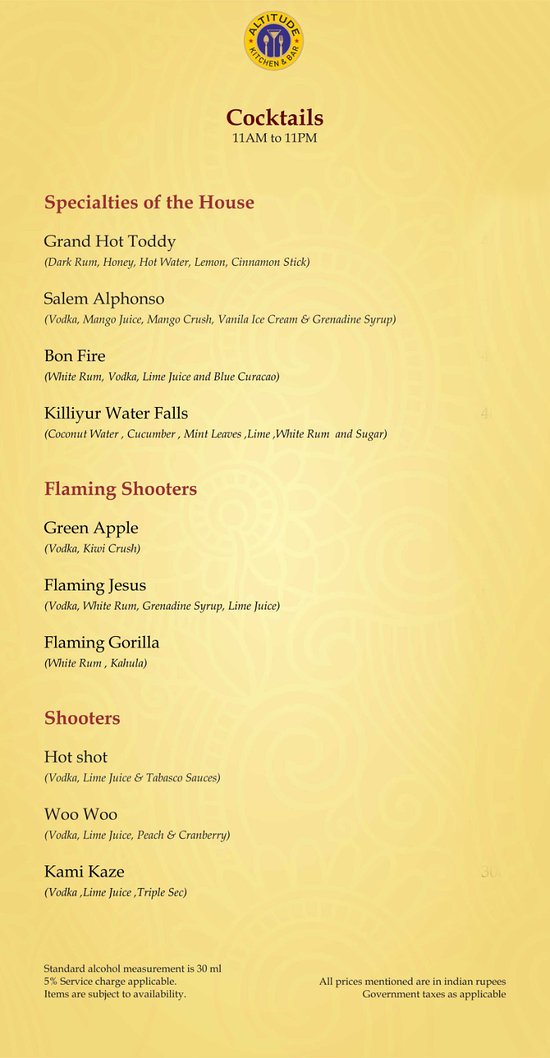 ALTITUDE
KITCHEN & BAR
Cocktails
11AM to 11PM
Specialties of the House
Grand Hot Toddy
(Dark Rum, Honey, Hot Water, Lemon, Cinnamon Stick)
Salem Alphonso
(Vodka, Mango Juice, Mango Crush, Vanila Ice Cream & Grenadine Syrup)
Bon Fire
(White Rum, Vodka, Lime Juice and Blue Curacao)
Killiyur Water Falls
(Coconut Water , Cucumber , Mint Leaves ,Lime ,White Rum and Sugar)
Flaming Shooters
Green Apple
(Vodka, Kiwi Crush)
Flaming Jesus
(Vodka, White Rum, Grenadine Syrup, Lime Juice)
Flaming Gorilla
(White Rum , Kahula)
Shooters
Hot shot
(Vodka, Lime Juice & Tabasco Sauces)
Woo Woo
(Vodka, Lime Juice, Peach & Cranberry)
Kami Kaze
(Vodka ,Lime Juice ,Triple Sec)
Standard alcohol measurement is 30 ml
5% Service charge applicable.
Items are subject to availability.
All prices mentioned are in indian rupees
Government taxes as applicable